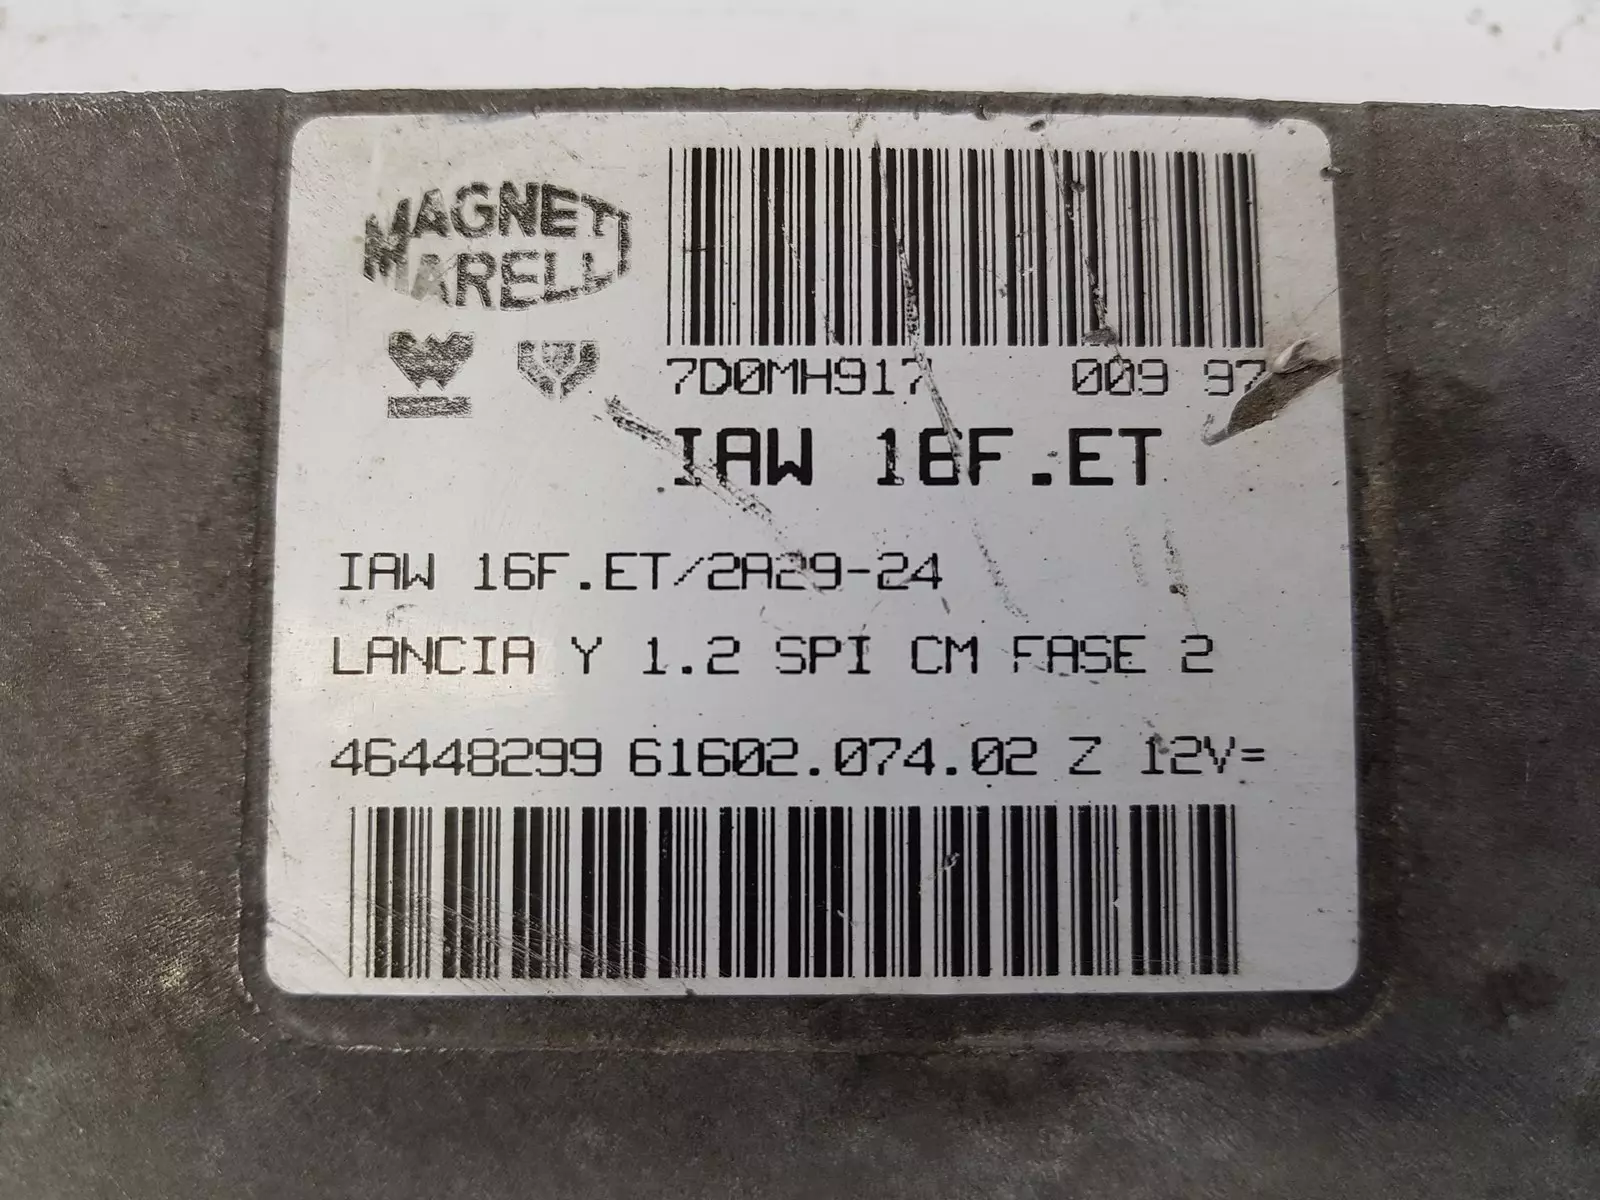 MAGNETI
MARELLI
7D0MH917 009 97
IAW 16F.ET
IAW 16F.ET/2A29-24
LANCIA Y 1.2 SPI CM FASE 2
46448299 61602.074.02 Z 12V=